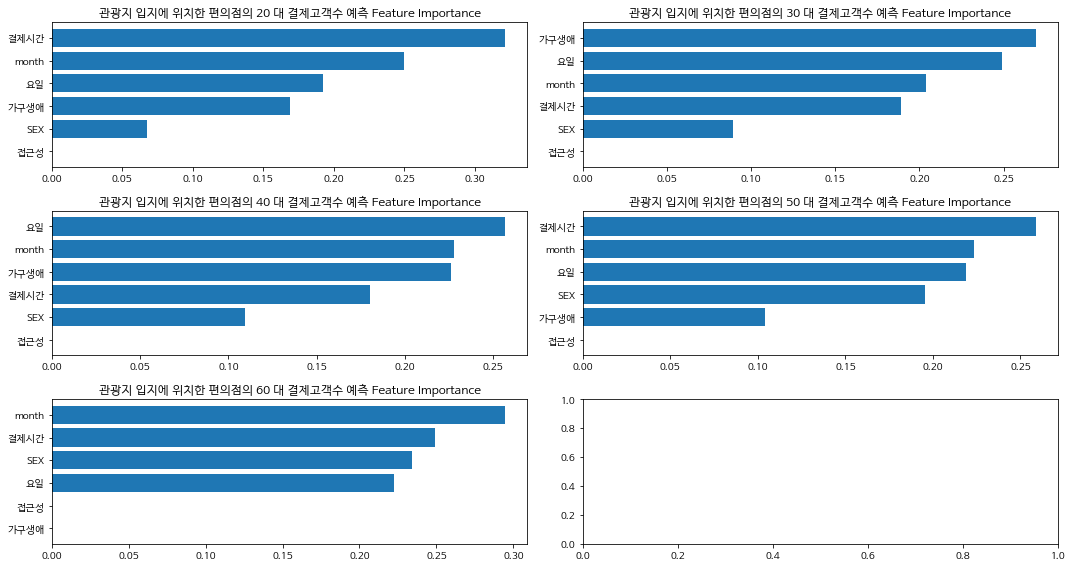 관광지 입지에 위치한 편의점의 20 대 결제고객수 예측 Feature Importance
결제시간
month
요일
가구생애
SEX
접근성
0.00 0.05 0.10 0.15 0.20 0.25 0.30
관광지 입지에 위치한 편의점의 30 대 결제고객수 예측 Feature Importance
가구생애
요일
month
결제시간
SEX
접근성
0.00 0.05 0.10 0.15 0.20 0.25
관광지 입지에 위치한 편의점의 40 대 결제고객수 예측 Feature Importance
요일
month
가구생애
결제시간
SEX
접근성
0.00 0.05 0.10 0.15 0.20 0.25
관광지 입지에 위치한 편의점의 50 대 결제고객수 예측 Feature Importance
결제시간
month
요일
SEX
가구생애
접근성
0.00 0.05 0.10 0.15 0.20 0.25
관광지 입지에 위치한 편의점의 60 대 결제고객수 예측 Feature Importance
month
결제시간
SEX
요일
접근성
가구생애
0.00 0.05 0.10 0.15 0.20 0.25 0.30
1.0
0.8
0.6
0.4
0.2
0.0
0.0 0.2 0.4 0.6 0.8 1.0